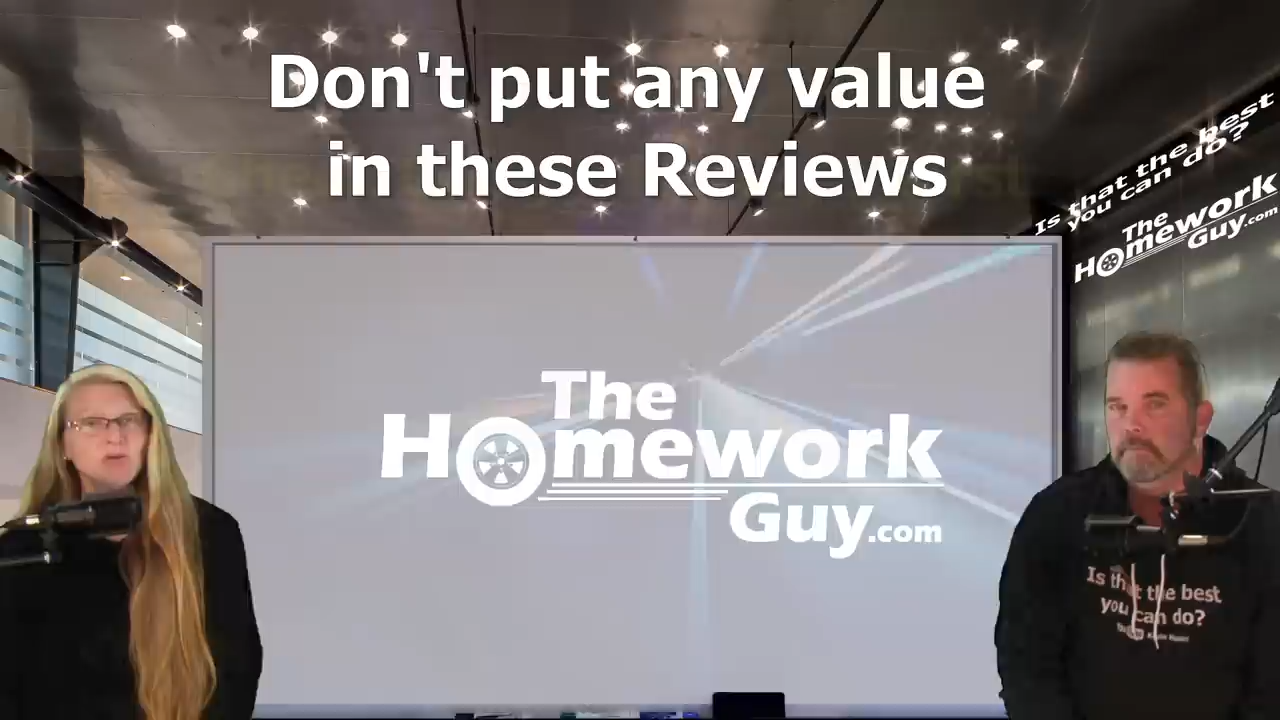 Don't put any value
in these Reviews
Is that the best
you can do?
The
Homework
Guy.com
The
Homework
Guy.com
Is that the best
you can do?